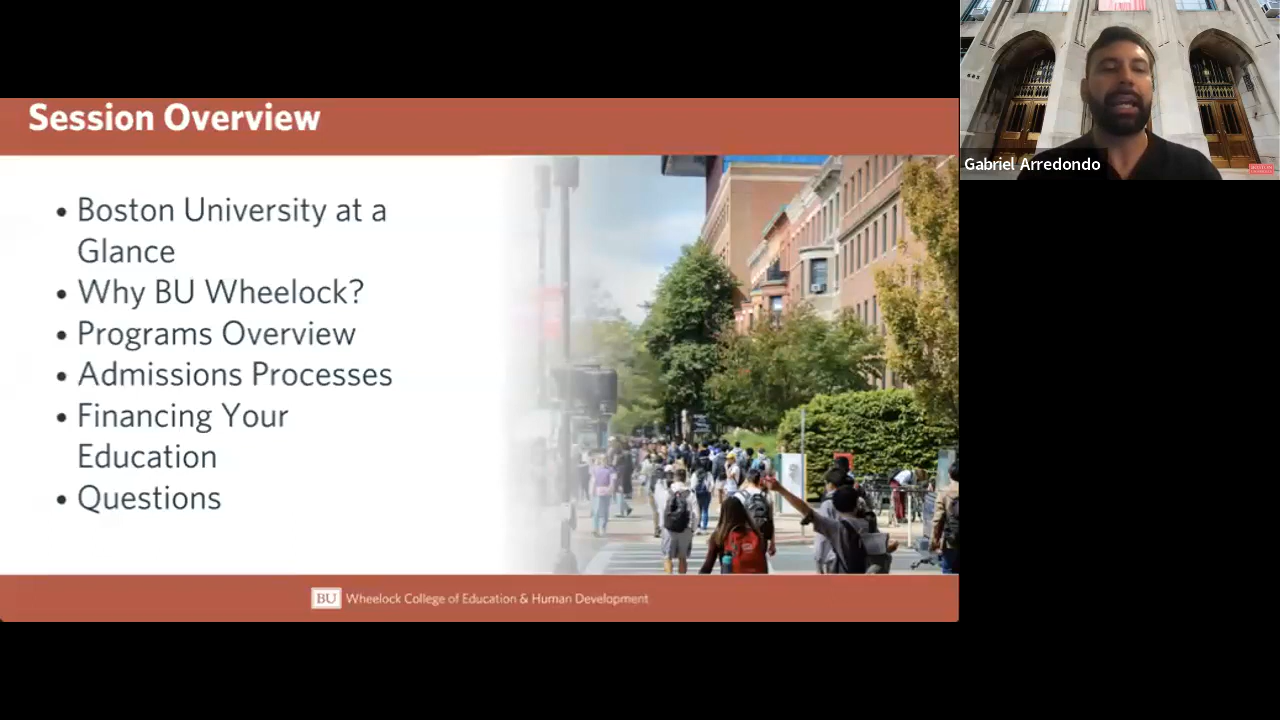 Session Overview
• Boston University at a
Glance
• Why BU Wheelock?
• Programs Overview
• Admissions Processes
• Financing Your
Education
• Questions
BU Wheelock College of Education & Human Development
Gabriel Arredondo